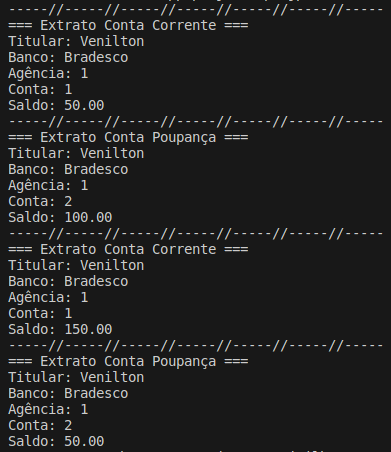 -----//-----//-----//-----//-----//-----//-----
=== Extrato Conta Corrente ===
Titular: Venilton
Banco: Bradesco
Agência: 1
Conta: 1
Saldo: 50.00
-----//-----//-----//-----//-----//-----//-----
=== Extrato Conta Poupança ===
Titular: Venilton
Banco: Bradesco
Agência: 1
Conta: 2
Saldo: 100.00
-----//-----//-----//-----//-----//-----//-----
=== Extrato Conta Corrente ===
Titular: Venilton
Banco: Bradesco
Agência: 1
Conta: 1
Saldo: 150.00
-----//-----//-----//-----//-----//-----//-----
=== Extrato Conta Poupança ===
Titular: Venilton
Banco: Bradesco
Agência: 1
Conta: 2
Saldo: 50.00